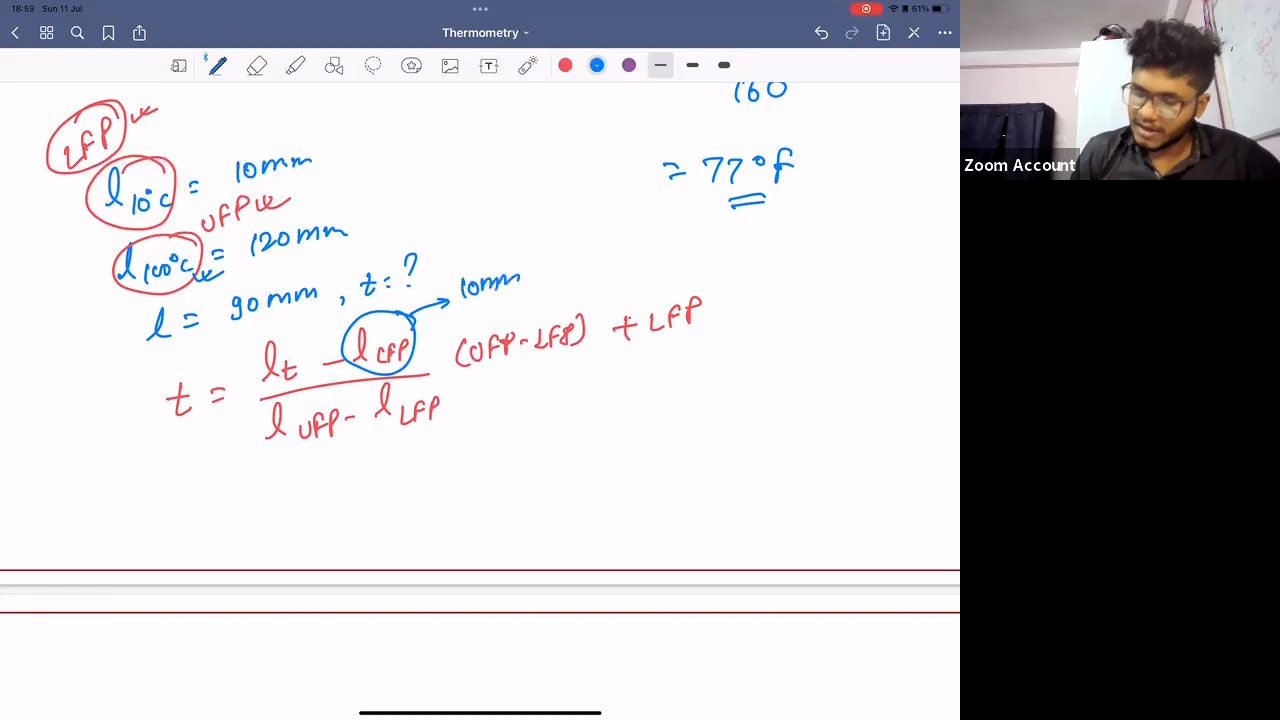 18:59 Sun 11 Jul
61%
Thermometry
160
LFP
l10°C = 10mm
= 77°f
UFP
l100°C = 120mm
l = 90mm, t = ?
10mm
t = lt - lLFP / lUFP - lLFP (UFP - LFP) + LFP
T
Zoom Account